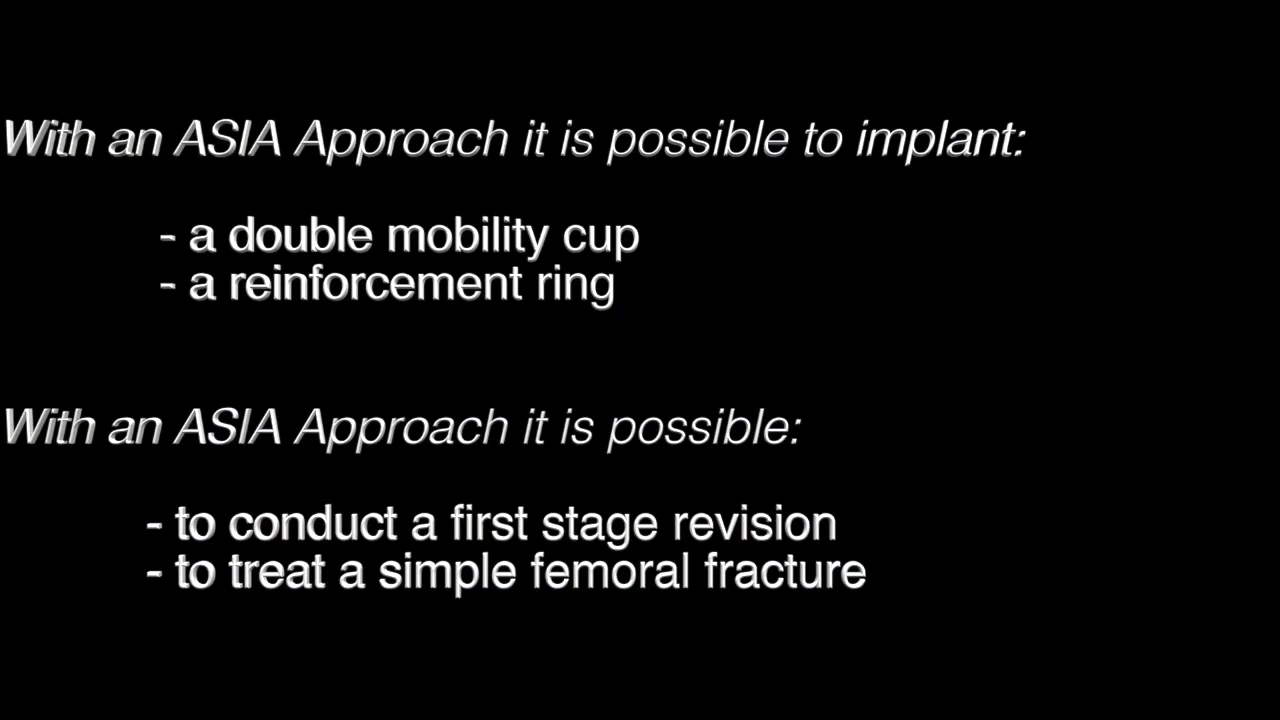 With an ASIA Approach it is possible to implant:
- a double mobility cup
- a reinforcement ring
With an ASIA Approach it is possible:
- to conduct a first stage revision
- to treat a simple femoral fracture